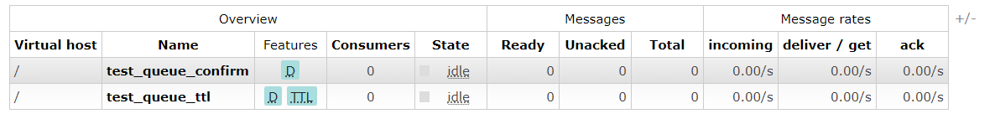 Overview Messages Message rates +/-
Virtual host Name Features Consumers State Ready Unacked Total incoming deliver / get ack
/ test_queue_confirm D 0 idle 0 0 0 0.00/s 0.00/s 0.00/s
/ test_queue_ttl D TTL 0 idle 0 0 0 0.00/s 0.00/s 0.00/s